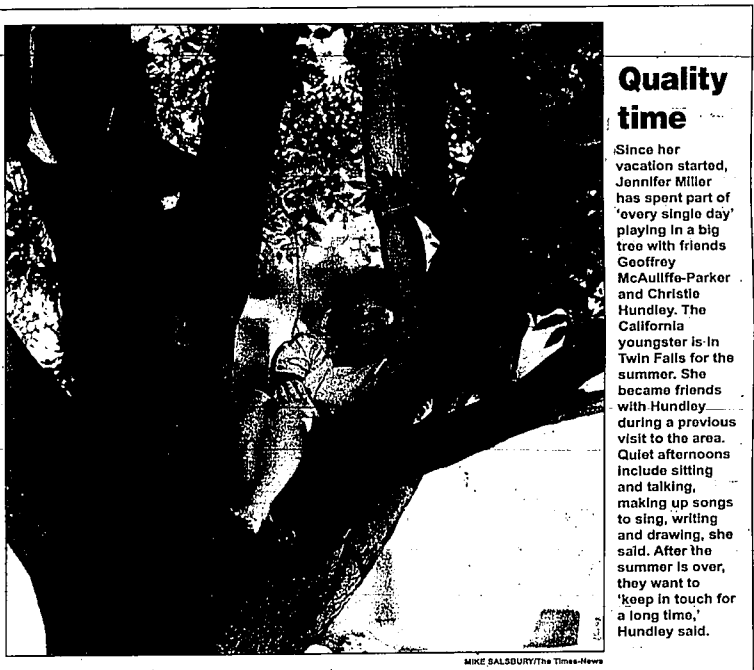 Quality
time
Since her
vacation started,
Jennifer Miller
has spent part of
'every single day'
playing in a big
tree with friends
Geoffrey
McAuliffe-Parker
and Christie
Hundley. The
California
youngster is in
Twin Falls for the
summer. She
became friends
with Hundley
during a previous
visit to the area.
Quiet afternoons
include sitting
and talking,
making up songs
to sing, writing
and drawing, she
said. After the
summer is over,
they want to
'keep in touch for
a long time,'
Hundley said.
MIKE SALSBURY/The Times-News